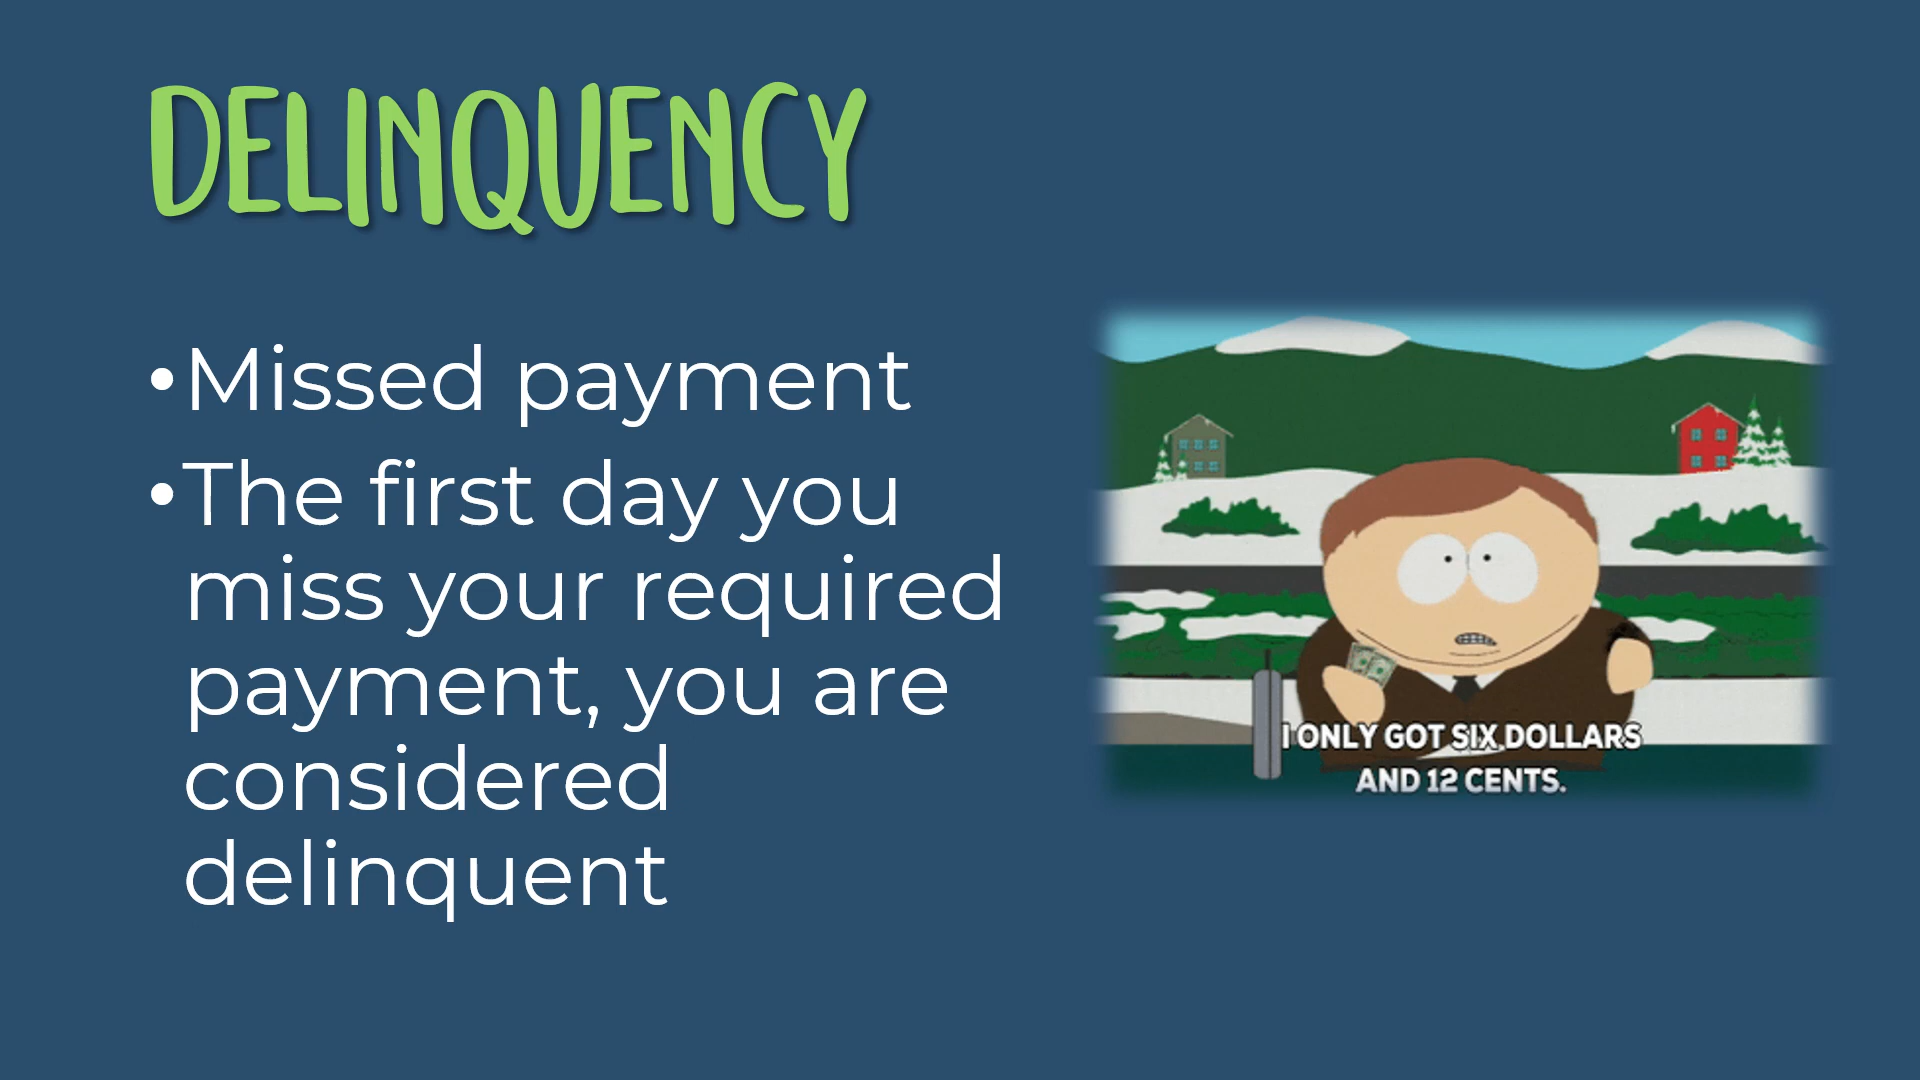 DELINQUENCY
•Missed payment
•The first day you
miss your required
payment, you are
considered
delinquent
I ONLY GOT SIX DOLLARS
AND 12 CENTS.